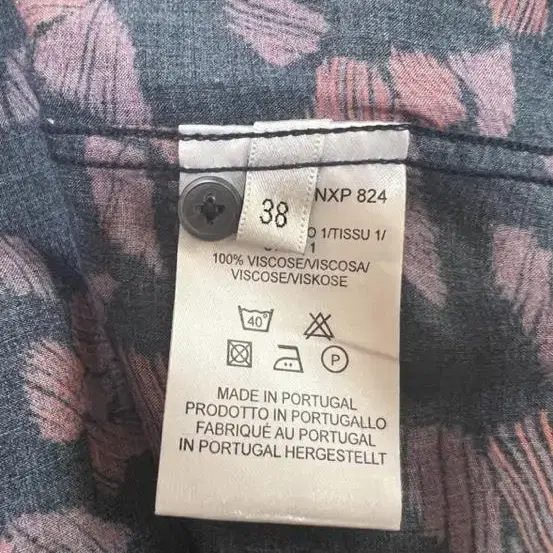 38
NXP 824
1/TISSU 1/
1
100% VISCOSE/VISCOSA/
VISCOSE/VISKOSE
40°
P
MADE IN PORTUGAL
PRODOTTO IN PORTUGALLO
FABRIQUÉ AU PORTUGAL
IN PORTUGAL HERGESTELLT